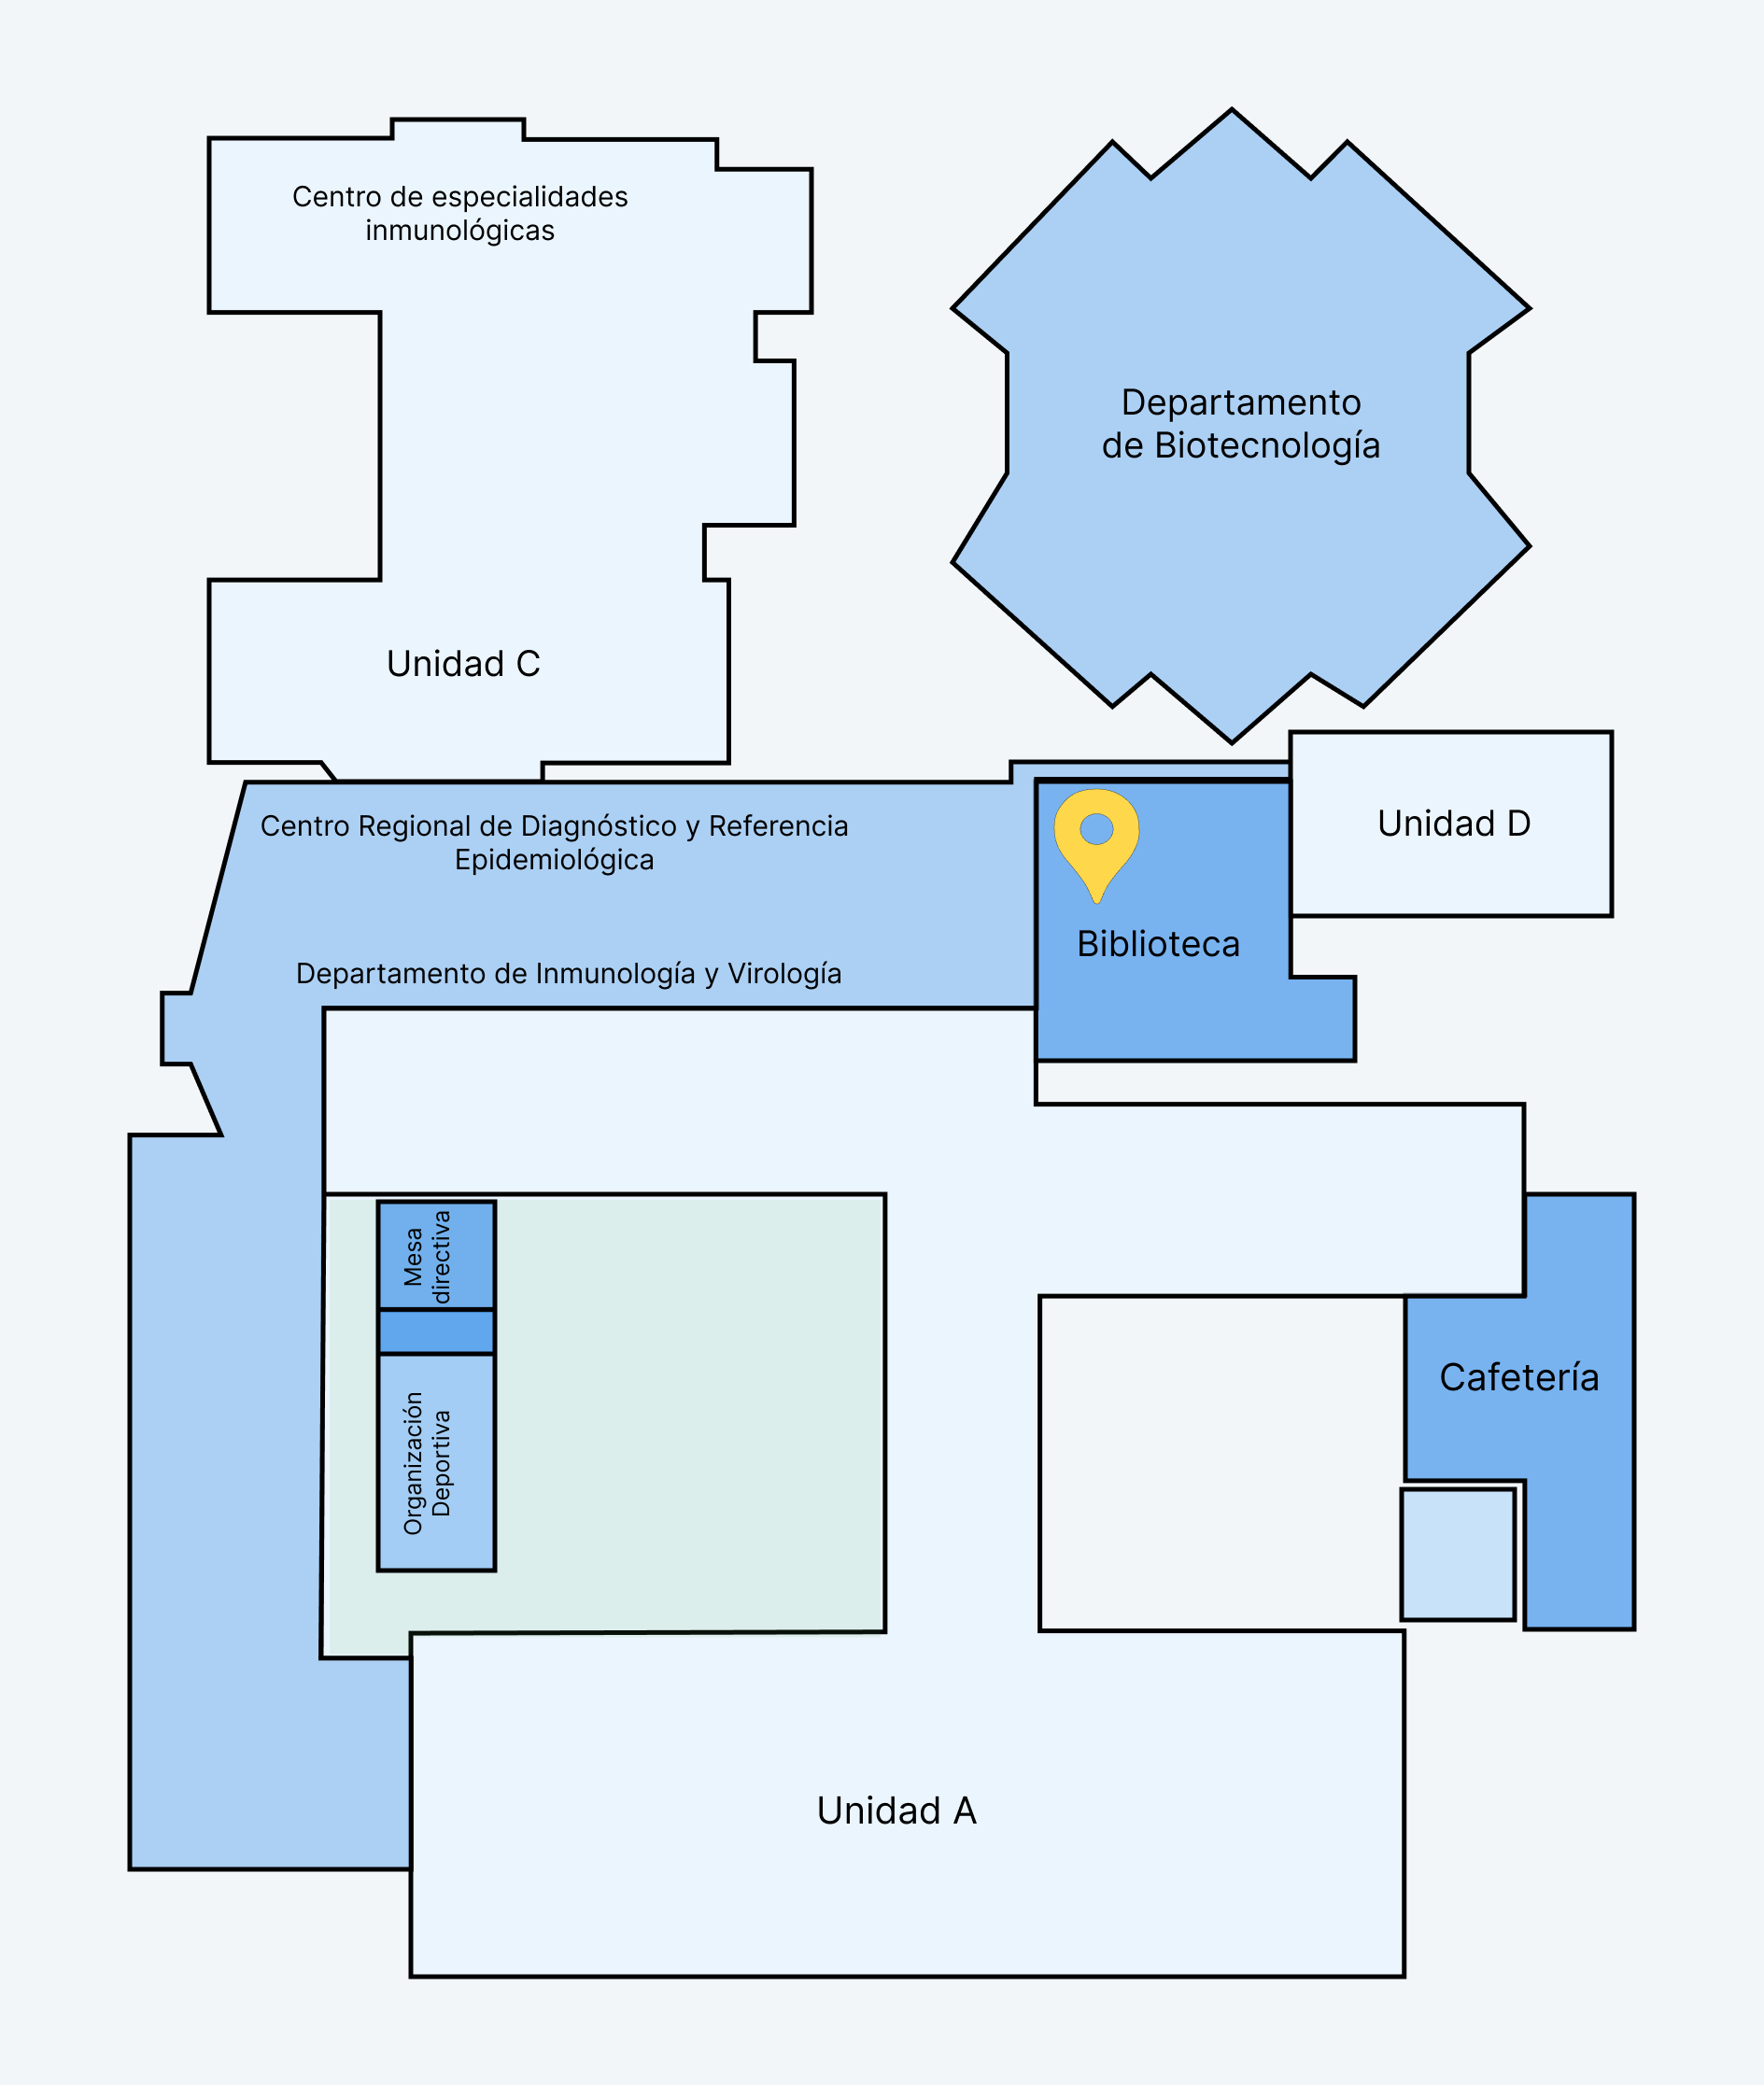 Centro de especialidades
inmunológicas
Departamento
de Biotecnología
Unidad C
Unidad D
Centro Regional de Diagnóstico y Referencia
Epidemiológica
Biblioteca
Departamento de Inmunología y Virología
Mesa
directiva
Organización
Deportiva
Cafetería
Unidad A